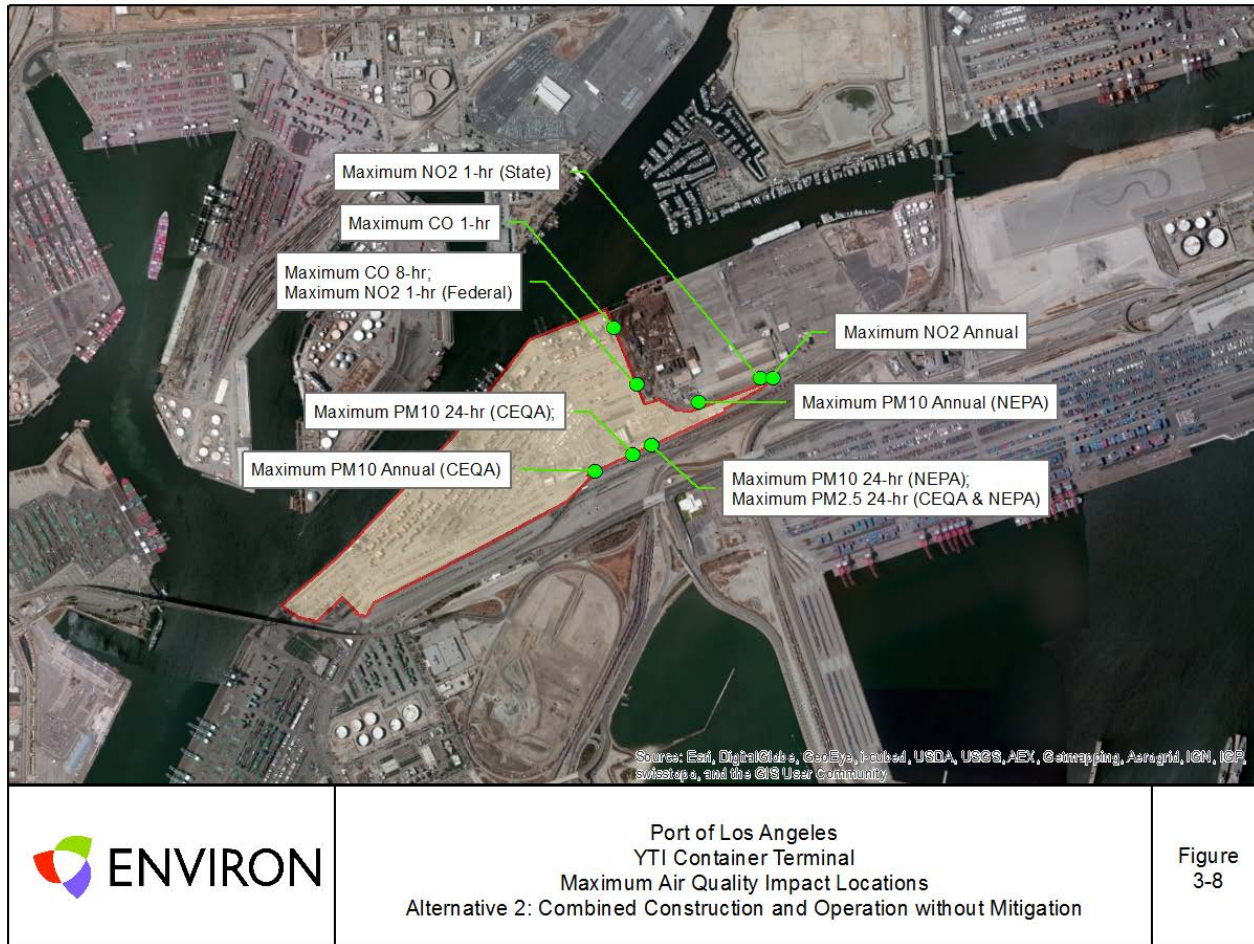 Maximum NO2 1-hr (State)
Maximum CO 1-hr
Maximum CO 8-hr;
Maximum NO2 1-hr (Federal)
Maximum NO2 Annual
Maximum PM10 24-hr (CEQA);
Maximum PM10 Annual (NEPA)
Maximum PM10 Annual (CEQA)
Maximum PM10 24-hr (NEPA);
Maximum PM2.5 24-hr (CEQA & NEPA)
Source: Esri, DigitalGlobe, GeoEye, i-cubed, USDA, USGS, AEX, Getmapping, Aerogrid, IGN, IGP,
swisstopo, and the GIS User Community
ENVIRON
Port of Los Angeles
YTI Container Terminal
Maximum Air Quality Impact Locations
Alternative 2: Combined Construction and Operation without Mitigation
Figure
3-8